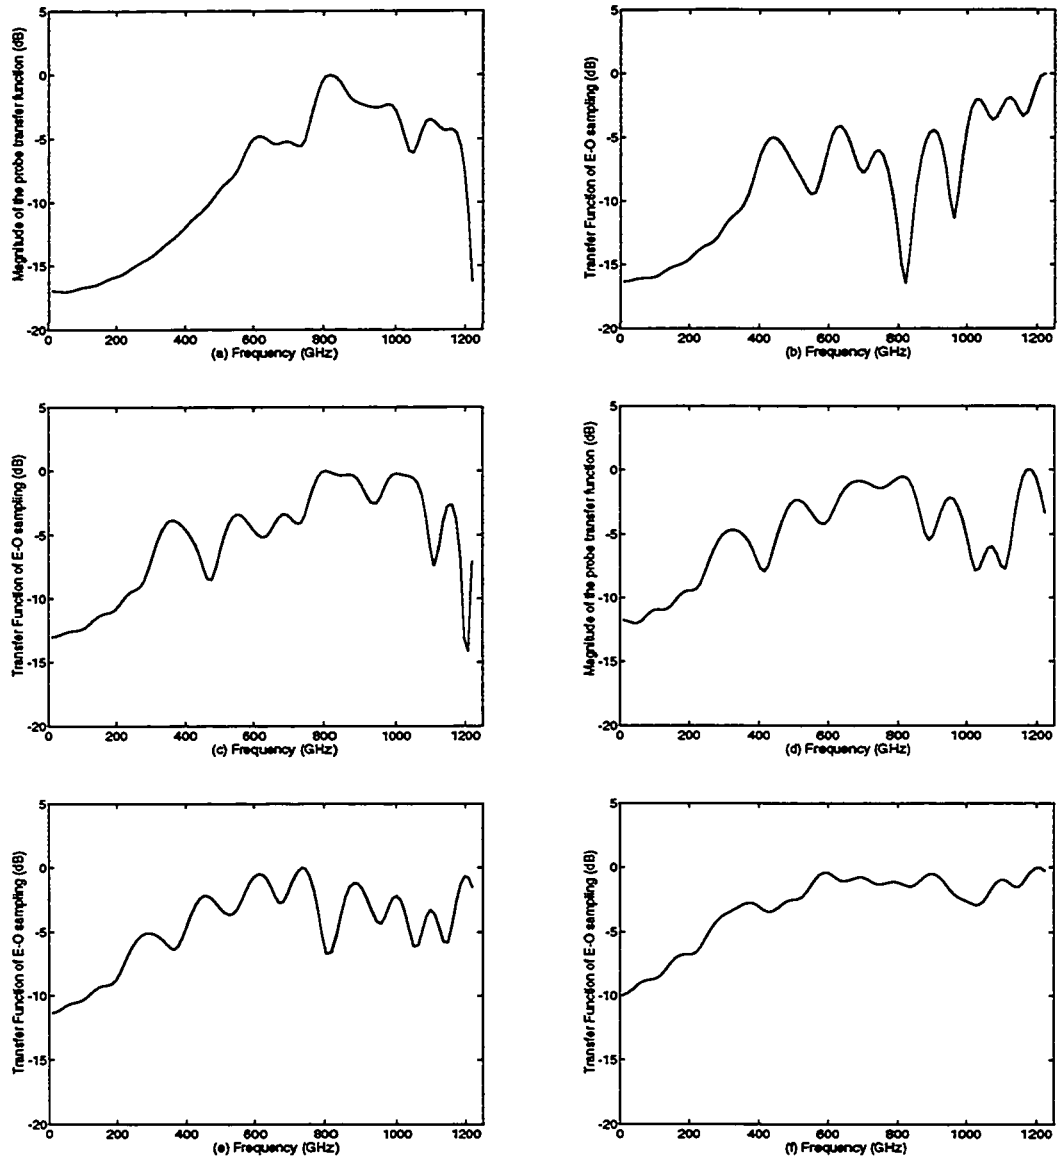 Magnitude of the probe transfer function (dB)
5
0
-5
-10
-15
-20
0 200 400 600 800 1000 1200
(a) Frequency (GHz)
Transfer Function of E-O sampling (dB)
5
0
-5
-10
-15
-20
0 200 400 600 800 1000 1200
(b) Frequency (GHz)
Transfer Function of E-O sampling (dB)
5
0
-5
-10
-15
-20
0 200 400 600 800 1000 1200
(c) Frequency (GHz)
Magnitude of the probe transfer function (dB)
5
0
-5
-10
-15
-20
0 200 400 600 800 1000 1200
(d) Frequency (GHz)
Transfer Function of E-O sampling (dB)
5
0
-5
-10
-15
-20
0 200 400 600 800 1000 1200
(e) Frequency (GHz)
Transfer Function of E-O sampling (dB)
5
0
-5
-10
-15
-20
0 200 400 600 800 1000 1200
(f) Frequency (GHz)